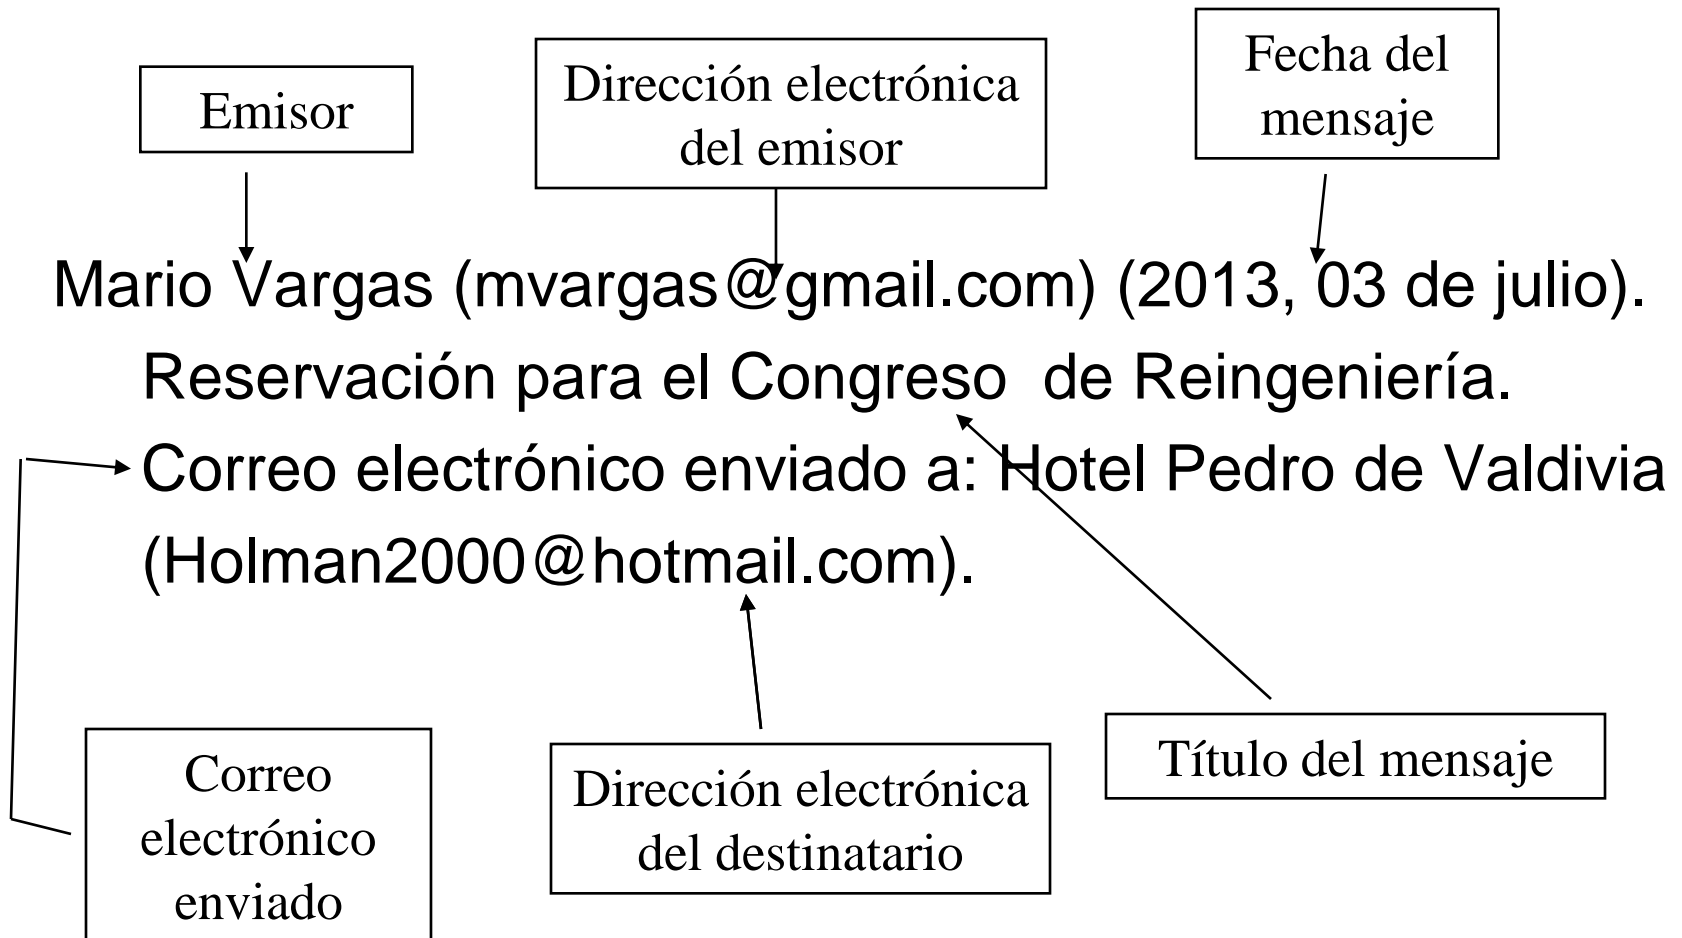 Emisor
Dirección electrónica
del emisor
Fecha del
mensaje
Mario Vargas (mvargas@gmail.com) (2013, 03 de julio).
Reservación para el Congreso  de Reingeniería.
Correo electrónico enviado a: Hotel Pedro de Valdivia
(Holman2000@hotmail.com).
Correo
electrónico
enviado
Dirección electrónica
del destinatario
Título del mensaje